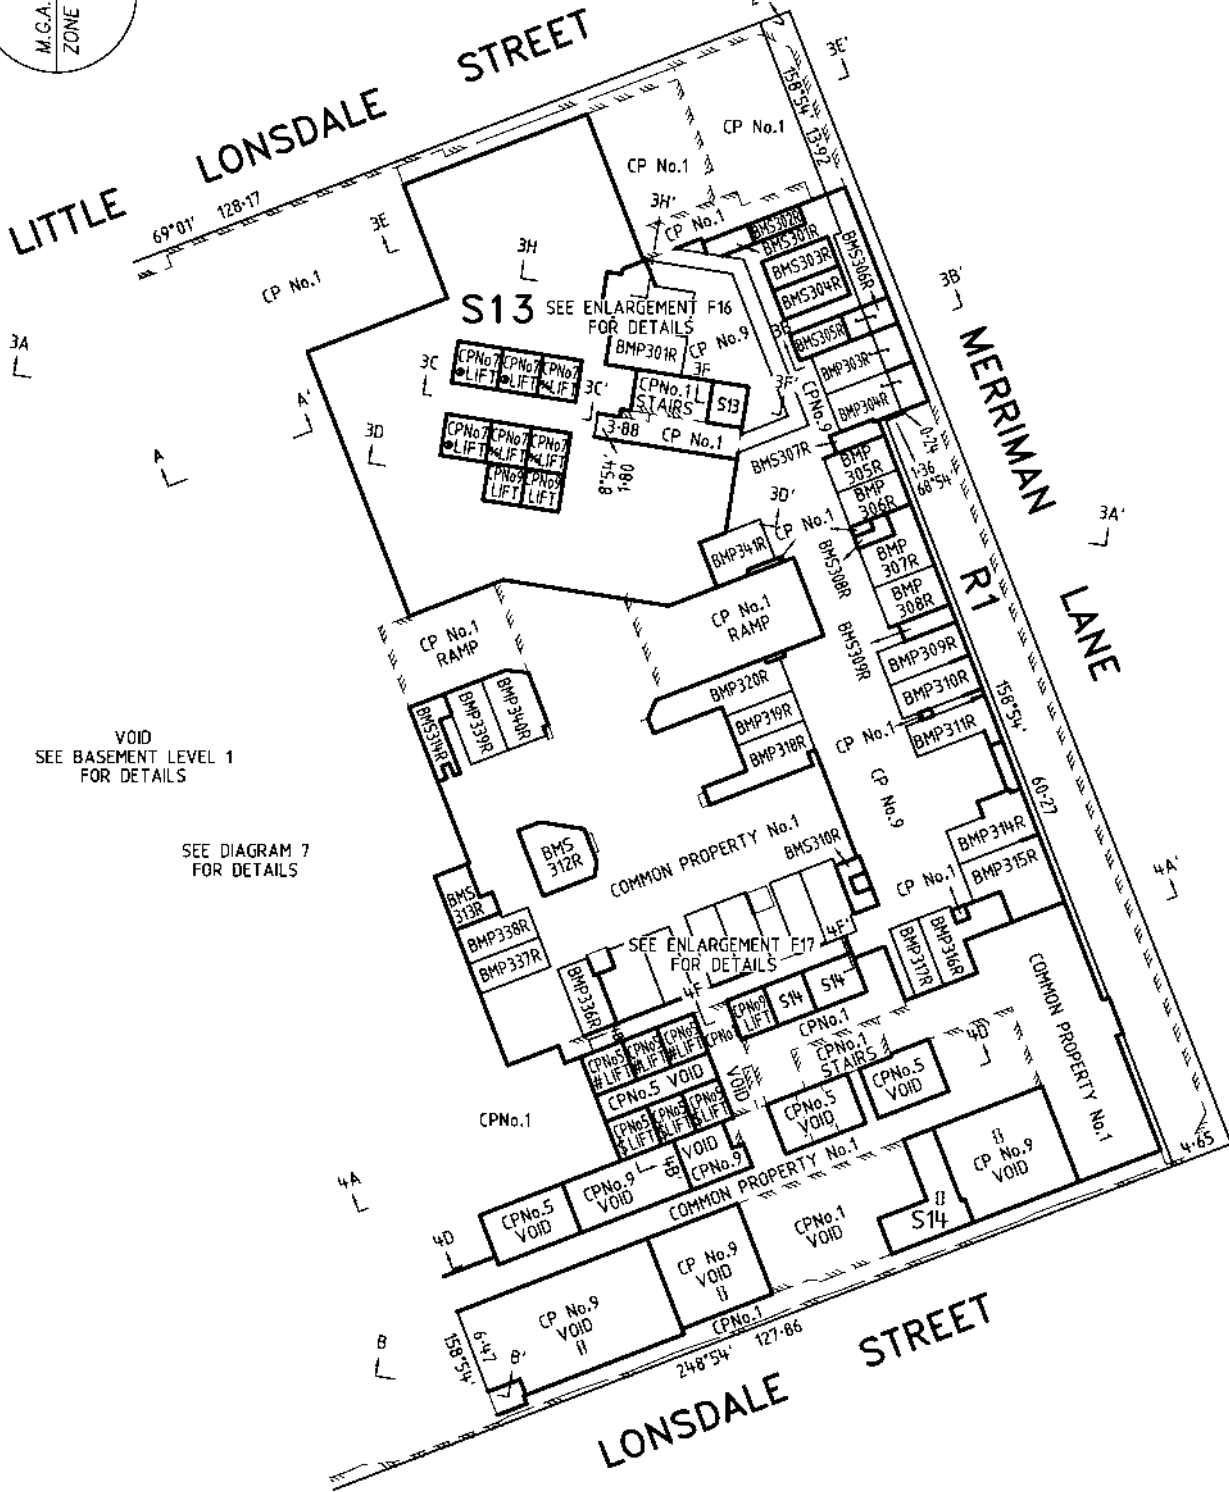 M.G.A.
ZONE
LITTLE LONSDALE STREET
69°01' 128·17
158°54' 13·92
3E'
CP No.1
CP No.1
CP No.1
3E
3H
3H'
CP No.1
BMS302R
BMS301R
BMS303R
BMS304R
BMS306R
BMS305R
3B'
3A
S13
SEE ENLARGEMENT F16
FOR DETAILS
BMP301R
CP No.9
3B
BMP303R
BMP304R
MERRIMAN LANE
3C
CPNo7
●LIFT
CPNo7
●LIFT
CPNo7
%LIFT
3C'
3F
CPNo.1
STAIRS
S13
3F'
CPNo.9
A'
A
3D
CPNo7
●LIFT
CPNo7
%LIFT
CPNo7
%LIFT
CPNo9
LIFT
CPNo9
LIFT
3·88
CP No.1
8°54'
1·80
0·24
1·36
68°54'
BMS307R
BMP
305R
BMP
306R
3D'
CP No.1
3A'
BMP341R
BMS308R
BMP
307R
BMP
308R
R1
CP No.1
RAMP
CP No.1
RAMP
BMS309R
BMP309R
BMP310R
158°54'
BMP320R
BMP319R
BMP318R
CP No.1
BMP311R
BMS314R
BMP339R
BMP340R
VOID
SEE BASEMENT LEVEL 1
FOR DETAILS
CP No.9
60·27
SEE DIAGRAM 7
FOR DETAILS
BMS
312R
COMMON PROPERTY No.1
BMS310R
BMP314R
BMP315R
CP No.1
4A'
BMS
313R
BMP338R
BMP337R
SEE ENLARGEMENT F17
FOR DETAILS
4F'
BMP317R
BMP316R
BMP336R
4F
COMMON PROPERTY No.1
CPNo9
LIFT
S14
S14
CPNo.1
CPNo5
#LIFT
CPNo5
#LIFT
CPNo5
#LIFT
CPNo.5 VOID
VOID
CPNo.1
STAIRS
4D'
CPNo.5
VOID
CPNo.5
VOID
CPNo.1
CPNo5
$LIFT
CPNo5
$LIFT
CPNo5
$LIFT
4B'
VOID
CPNo.9
COMMON PROPERTY No.1
CP No.9
VOID
4·65
4A
CPNo.5
VOID
CPNo.9
VOID
4D
CPNo.1
VOID
S14
CP No.9
VOID
CP No.9
VOID
CPNo.1
B
B'
158°54'
6·47
248°54' 127·86
LONSDALE STREET